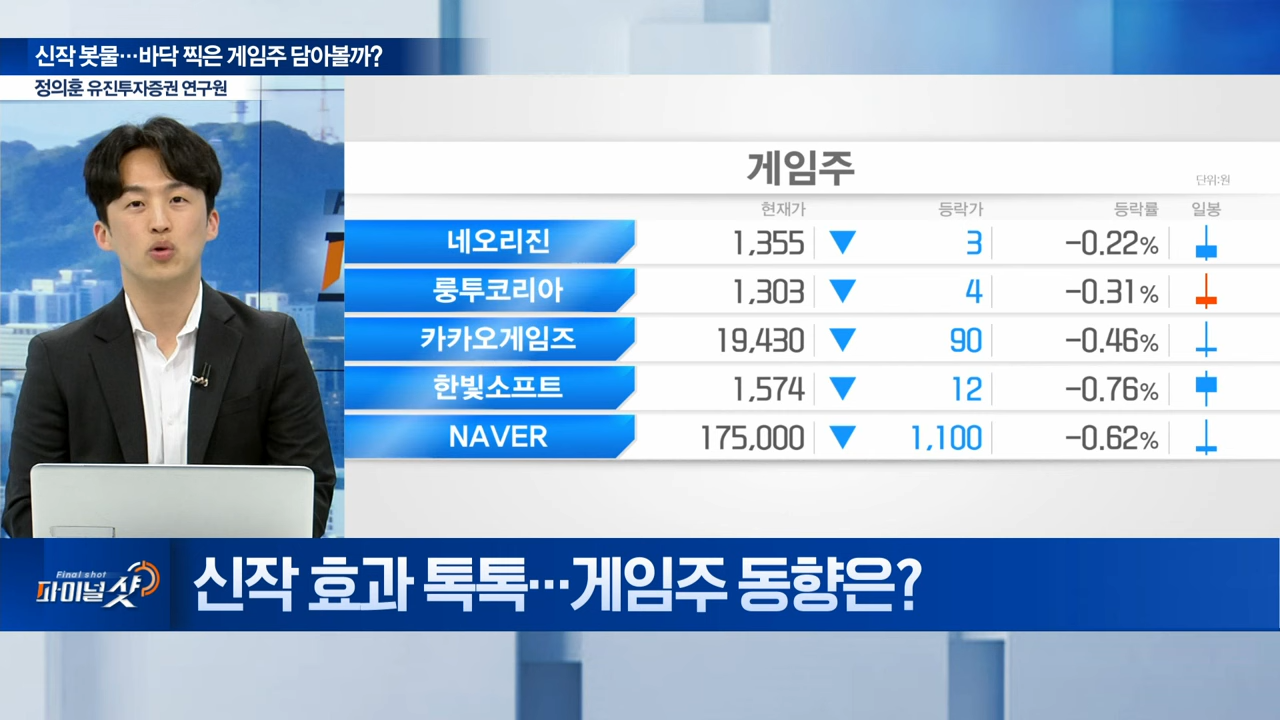 신작 봇물…바닥 찍은 게임주 담아볼까?
정의훈 유진투자증권 연구원
게임주
단위:원
현재가 등락가 등락률 일봉
네오리진 1,355 ▼ 3 -0.22%
룽투코리아 1,303 ▼ 4 -0.31%
카카오게임즈 19,430 ▼ 90 -0.46%
한빛소프트 1,574 ▼ 12 -0.76%
NAVER 175,000 ▼ 1,100 -0.62%
Final shot
파이널샷
신작 효과 톡톡…게임주 동향은?